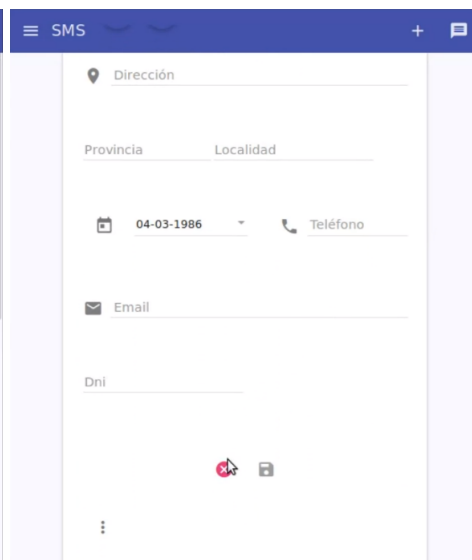 SMS
Dirección
Provincia Localidad
04-03-1986 Teléfono
Email
Dni